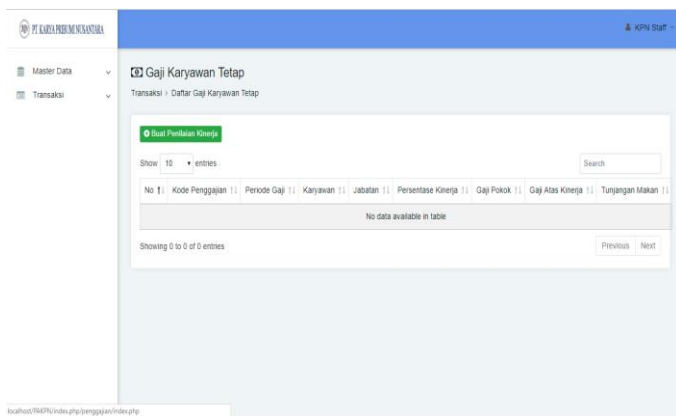 PT KARYA PRIBUMI NUSANTARA
KPN Staff
Master Data
Transaksi
Gaji Karyawan Tetap
Transaksi > Daftar Gaji Karyawan Tetap
Buat Penilaian Kinerja
Show 10 entries
Search
No Kode Penggajian Periode Gaji Karyawan Jabatan Persentase Kinerja Gaji Pokok Gaji Atas Kinerja Tunjangan Makan
No data available in table
Showing 0 to 0 of 0 entries
Previous Next
localhost/PAKPN/index.php/penggajian/index.php